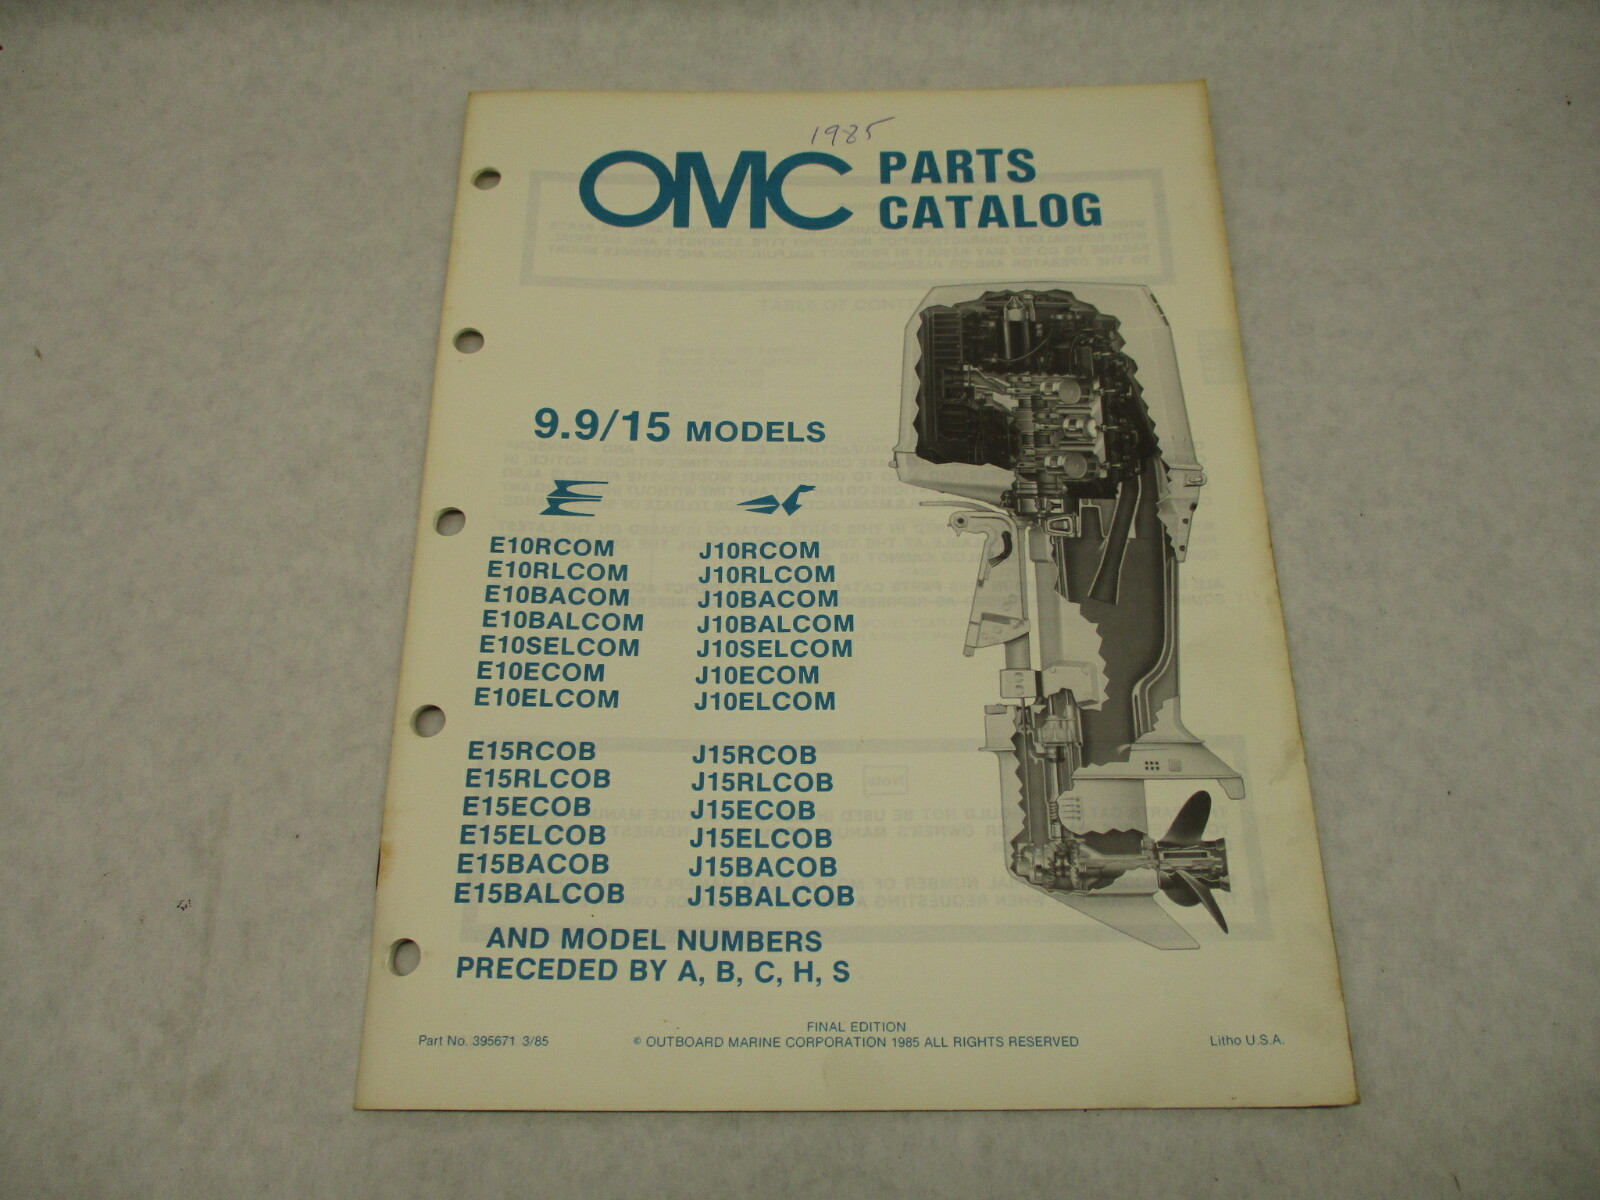 1985
OMC PARTS CATALOG
9.9/15 MODELS
E10RCOM J10RCOM
E10RLCOM J10RLCOM
E10BACOM J10BACOM
E10BALCOM J10BALCOM
E10SELCOM J10SELCOM
E10ECOM J10ECOM
E10ELCOM J10ELCOM
E15RCOB J15RCOB
E15RLCOB J15RLCOB
E15ECOB J15ECOB
E15ELCOB J15ELCOB
E15BACOB J15BACOB
E15BALCOB J15BALCOB
AND MODEL NUMBERS
PRECEDED BY A, B, C, H, S
FINAL EDITION
Part No. 395671 3/85 © OUTBOARD MARINE CORPORATION 1985 ALL RIGHTS RESERVED Litho U.S.A.